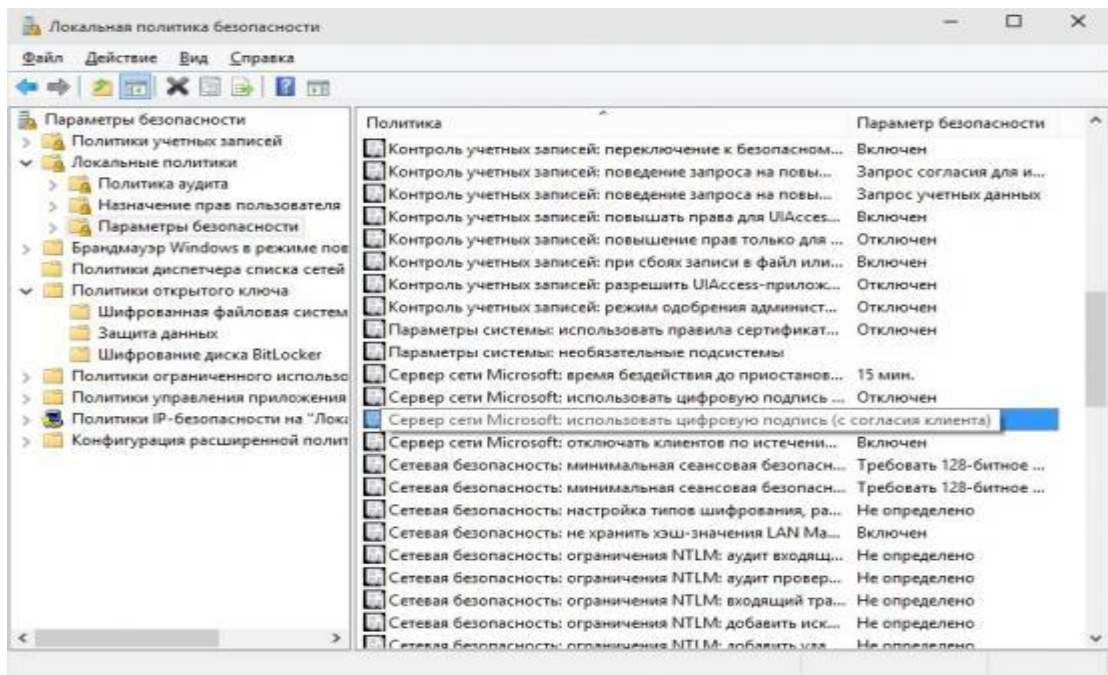 Локальная политика безопасности
Файл Действие Вид Справка
Параметры безопасности
Политики учетных записей
Локальные политики
Политика аудита
Назначение прав пользователя
Параметры безопасности
Брандмауэр Windows в режиме пов
Политики диспетчера списка сетей
Политики открытого ключа
Шифрованная файловая систем
Защита данных
Шифрование диска BitLocker
Политики ограниченного использо
Политики управления приложения
Политики IP-безопасности на "Лока
Конфигурация расширенной полит
Политика Параметр безопасности
Контроль учетных записей: переключение к безопасном... Включен
Контроль учетных записей: поведение запроса на повы... Запрос согласия для и...
Контроль учетных записей: поведение запроса на повы... Запрос учетных данных
Контроль учетных записей: повышать права для UIAcces... Включен
Контроль учетных записей: повышение прав только для ... Отключен
Контроль учетных записей: при сбоях записи в файл или... Включен
Контроль учетных записей: разрешить UIAccess-прилож... Отключен
Контроль учетных записей: режим одобрения админист... Отключен
Параметры системы: использовать правила сертификат... Отключен
Параметры системы: необязательные подсистемы
Сервер сети Microsoft: время бездействия до приостанов... 15 мин.
Сервер сети Microsoft: использовать цифровую подпись ... Отключен
Сервер сети Microsoft: использовать цифровую подпись (с согласия клиента)
Сервер сети Microsoft: отключать клиентов по истечени... Включен
Сетевая безопасность: минимальная сеансовая безопасн... Требовать 128-битное ...
Сетевая безопасность: минимальная сеансовая безопасн... Требовать 128-битное ...
Сетевая безопасность: настройка типов шифрования, ра... Не определено
Сетевая безопасность: не хранить хэш-значения LAN Ma... Включен
Сетевая безопасность: ограничения NTLM: аудит входящ... Не определено
Сетевая безопасность: ограничения NTLM: аудит провер... Не определено
Сетевая безопасность: ограничения NTLM: входящий тра... Не определено
Сетевая безопасность: ограничения NTLM: добавить иск... Не определено
Сетевая безопасность: ограничения NTLM: добавить уда... Не определено